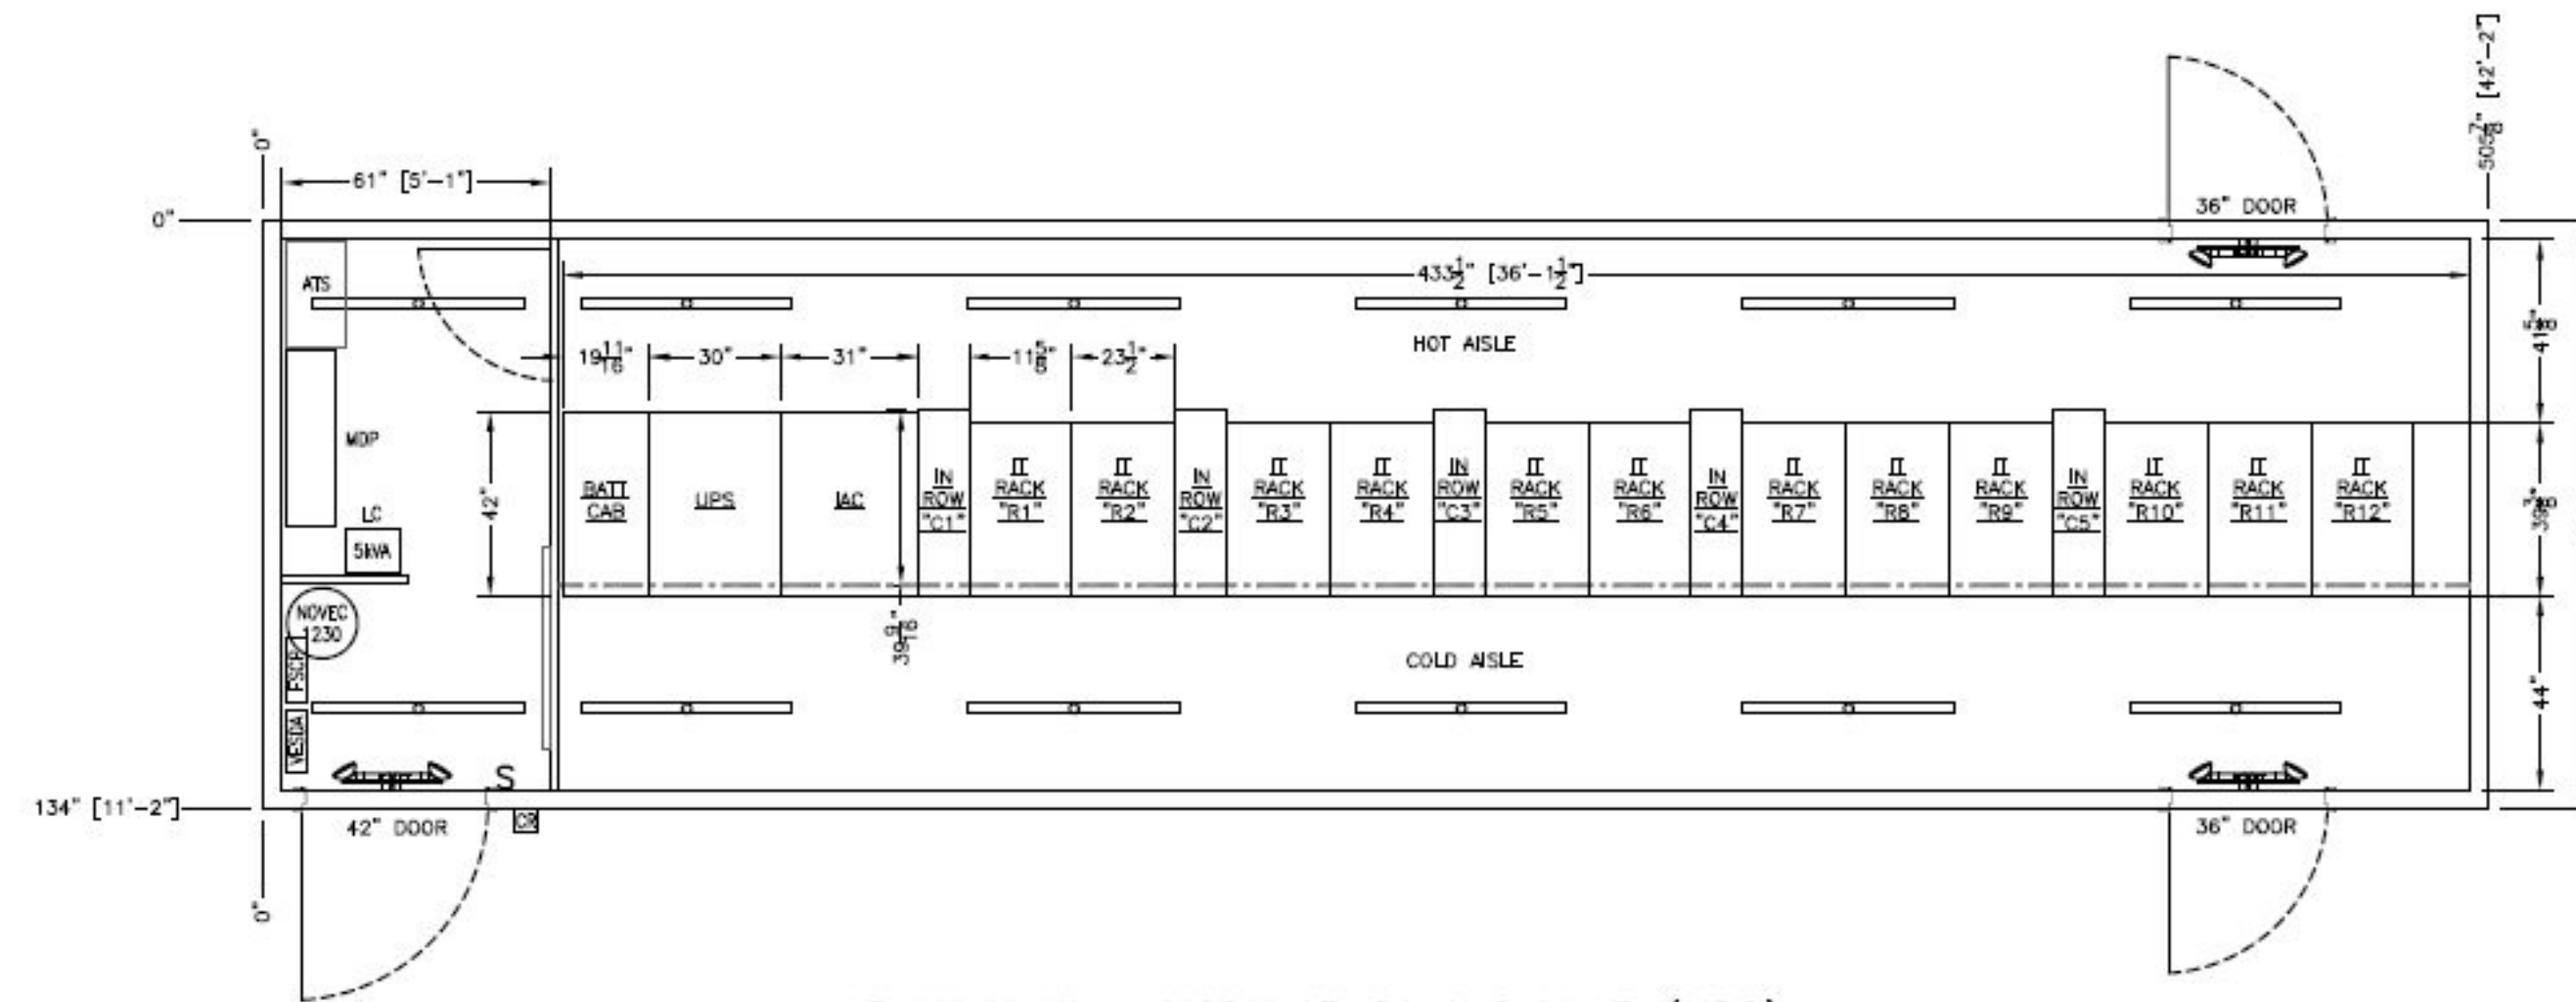 505 7/8" [42'-2"]
0"
61" [5'-1"]
36" DOOR
0"
433 1/2" [36'-1 1/2"]
ATS
41 5/8"
HOT AISLE
19 11/16"
30"
31"
11 5/8"
23 1/2"
MDP
42"
BATT
CAB
UPS
IAC
IN
ROW
"C1"
IT
RACK
"R1"
IT
RACK
"R2"
IN
ROW
"C2"
IT
RACK
"R3"
IT
RACK
"R4"
IN
ROW
"C3"
IT
RACK
"R5"
IT
RACK
"R6"
IN
ROW
"C4"
IT
RACK
"R7"
IT
RACK
"R8"
IT
RACK
"R9"
IN
ROW
"C5"
IT
RACK
"R10"
IT
RACK
"R11"
IT
RACK
"R12"
39 3/8"
LC
5kVA
NOVEC
1230
39 9/16"
FSCP
COLD AISLE
44"
VESDA
S
134" [11'-2"]
42" DOOR
CR
36" DOOR
0"